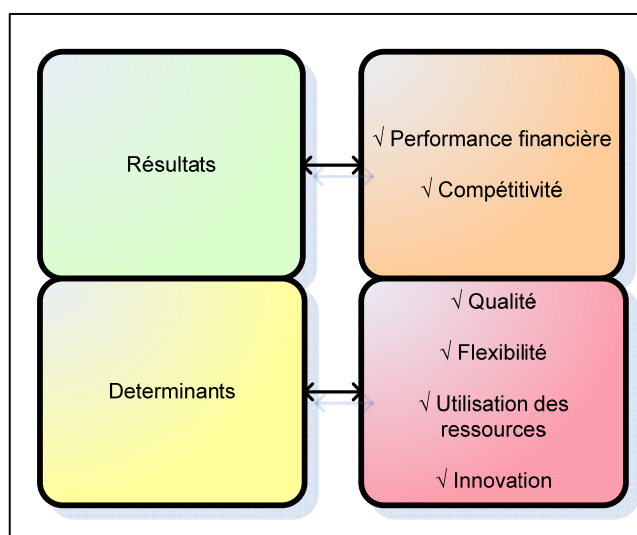 Résultats
√ Performance financière
√ Compétitivité
Determinants
√ Qualité
√ Flexibilité
√ Utilisation des
ressources
√ Innovation